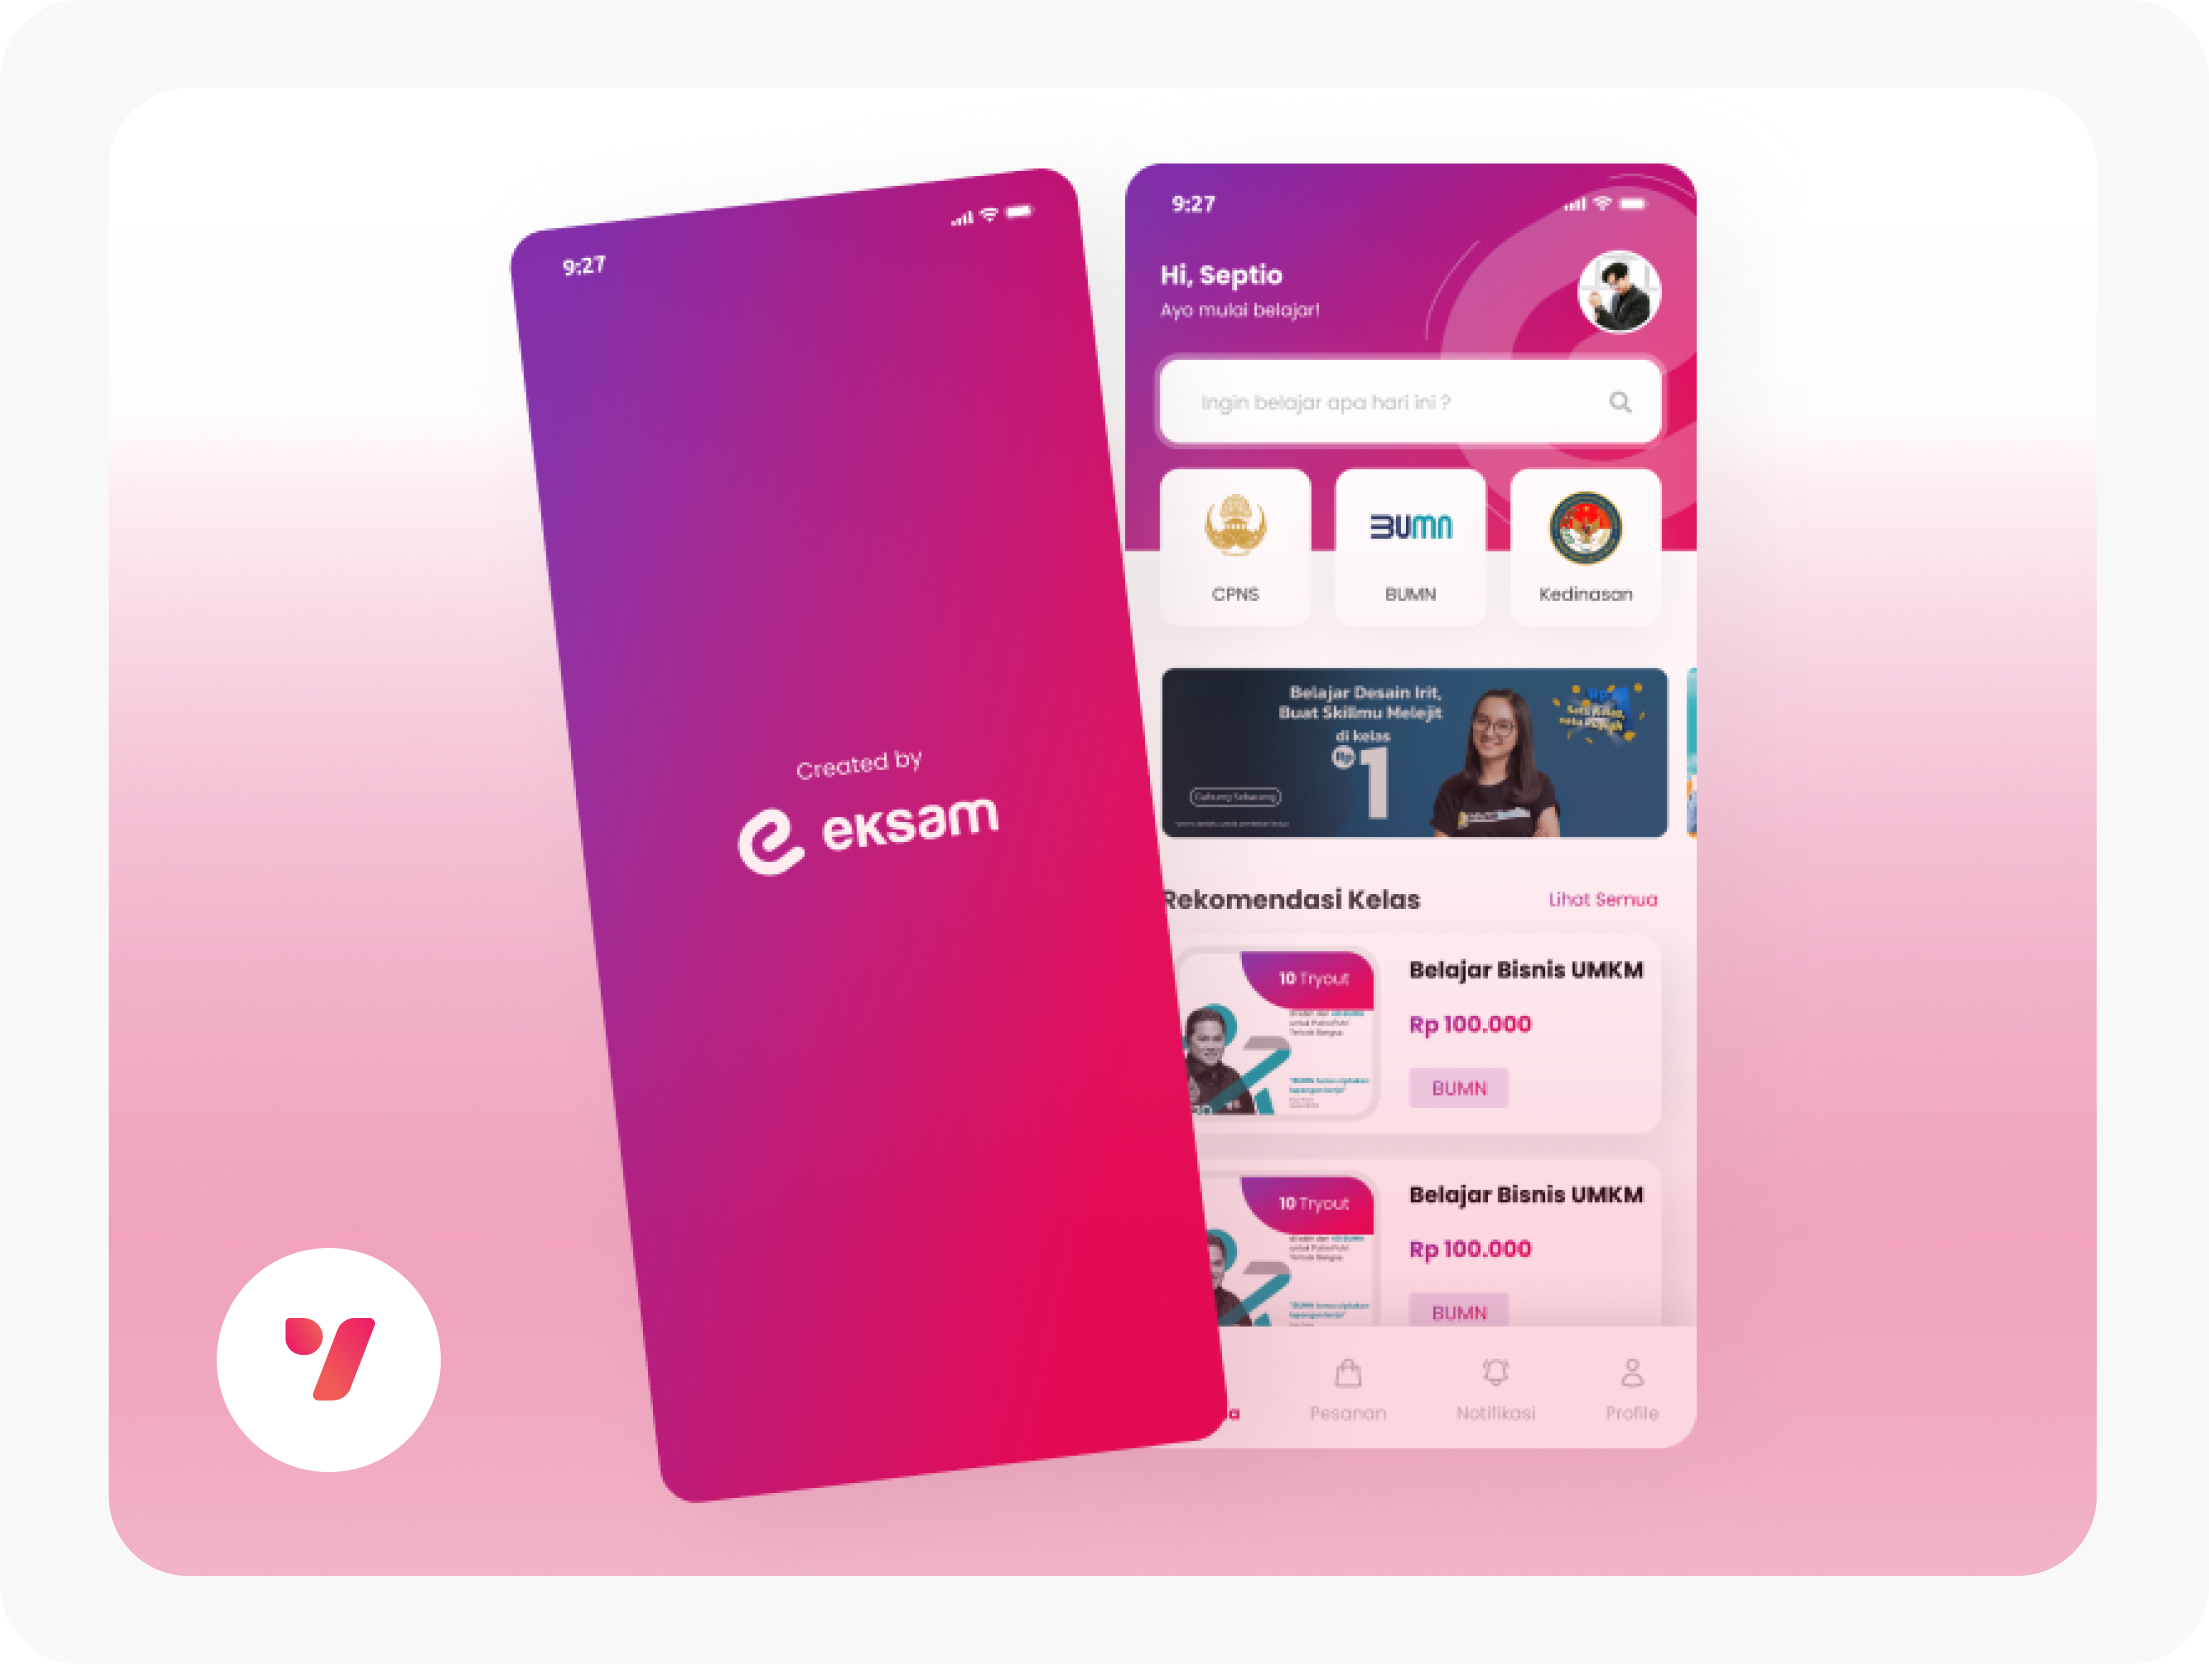 9:27
Created by
eksam
9:27
Hi, Septio
Ayo mulai belajar!
Ingin belajar apa hari ini ?
BUMN
CPNS
BUMN
Kedinasan
Belajar Desain Irit,
Buat Skillmu Melejit
di kelas
Rp 1
Gabung Sekarang
Rekomendasi Kelas
Lihat Semua
10 Tryout
Belajar Bisnis UMKM
Rp 100.000
BUMN
10 Tryout
Belajar Bisnis UMKM
Rp 100.000
BUMN
Pesanan
Notifikasi
Profile